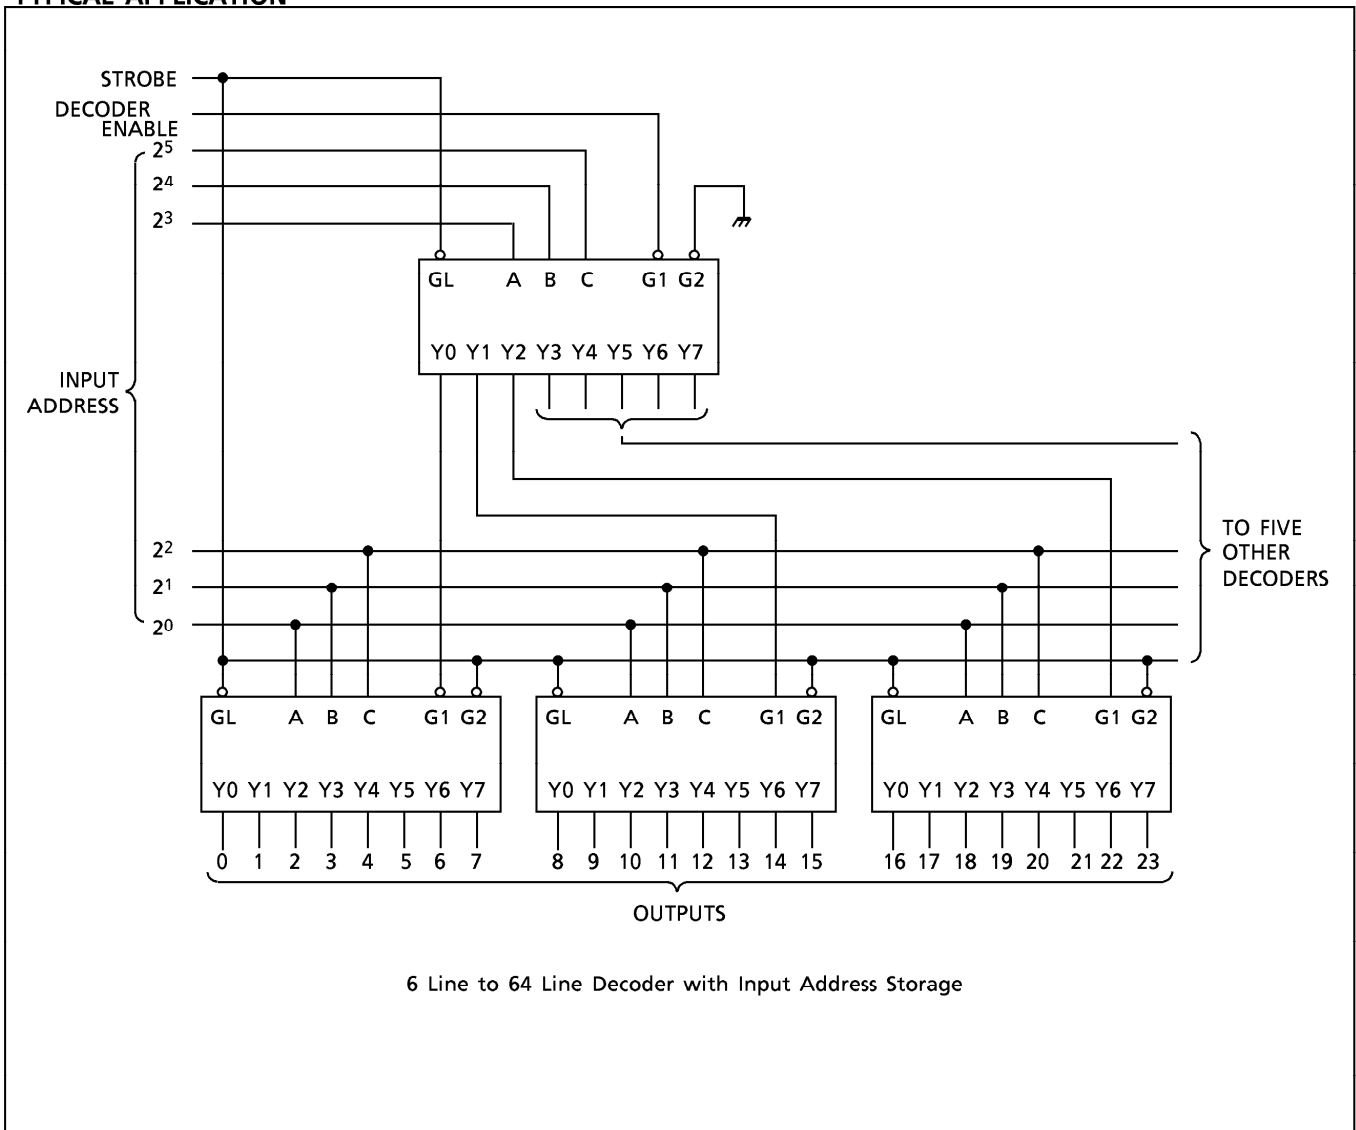 TYPICAL APPLICATION
STROBE
DECODER
ENABLE
2⁵
2⁴
2³
GL A B C G1 G2
Y0 Y1 Y2 Y3 Y4 Y5 Y6 Y7
INPUT
ADDRESS
TO FIVE
OTHER
DECODERS
2²
2¹
2⁰
GL A B C G1 G2 GL A B C G1 G2 GL A B C G1 G2
Y0 Y1 Y2 Y3 Y4 Y5 Y6 Y7 Y0 Y1 Y2 Y3 Y4 Y5 Y6 Y7 Y0 Y1 Y2 Y3 Y4 Y5 Y6 Y7
0 1 2 3 4 5 6 7 8 9 10 11 12 13 14 15 16 17 18 19 20 21 22 23
OUTPUTS
6 Line to 64 Line Decoder with Input Address Storage